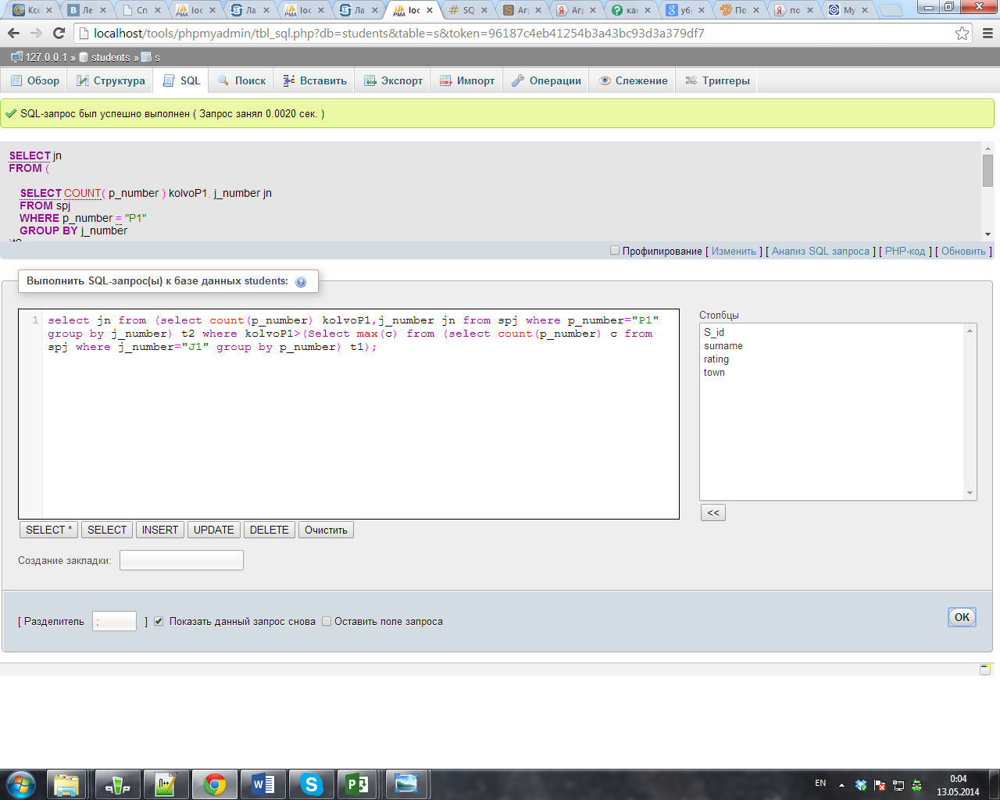 Ксе
Ле
Сп
loc
Ла
loc
Ла
loc
SQ
Агр
Агр
как
убр
По
по
Му
localhost/tools/phpmyadmin/tbl_sql.php?db=students&table=s&token=96187c4eb41254b3a43bc93d3a379df7
127.0.0.1 » students » s
Обзор Структура SQL Поиск Вставить Экспорт Импорт Операции Слежение Триггеры
SQL-запрос был успешно выполнен ( Запрос занял 0.0020 сек. )
SELECT jn
FROM (
SELECT COUNT( p_number ) kolvoP1, j_number jn
FROM spj
WHERE p_number = "P1"
GROUP BY j_number
Профилирование [ Изменить ] [ Анализ SQL запроса ] [ PHP-код ] [ Обновить ]
Выполнить SQL-запрос(ы) к базе данных students:
1 select jn from (select count(p_number) kolvoP1,j_number jn from spj where p_number="P1"
group by j_number) t2 where kolvoP1>(Select max(c) from (select count(p_number) c from
spj where j_number="J1" group by p_number) t1);
Столбцы
S_id
surname
rating
town
<<
SELECT * SELECT INSERT UPDATE DELETE Очистить
Создание закладки:
[ Разделитель ; ] Показать данный запрос снова Оставить поле запроса
OK
EN
0:04
13.05.2014